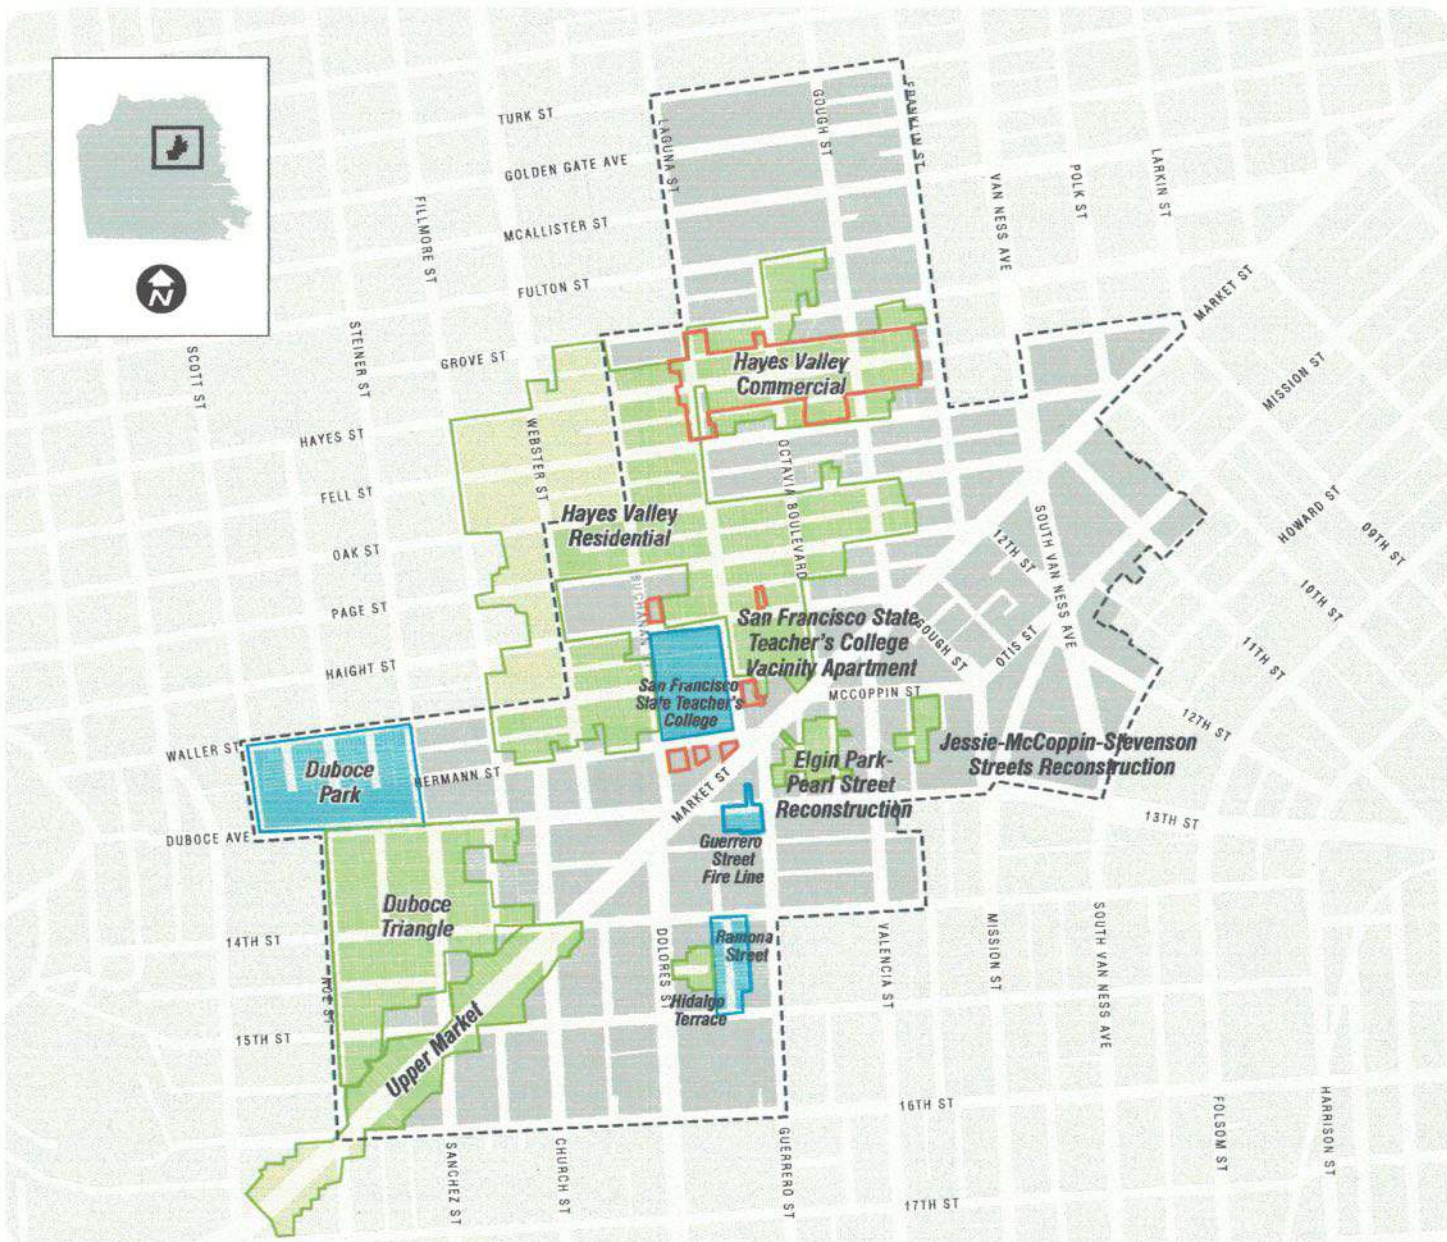 N
TURK ST
GOLDEN GATE AVE
MCALLISTER ST
FULTON ST
GROVE ST
HAYES ST
FELL ST
OAK ST
PAGE ST
HAIGHT ST
WALLER ST
HERMANN ST
DUBOCE AVE
14TH ST
15TH ST
16TH ST
17TH ST
SCOTT ST
STEINER ST
FILLMORE ST
WEBSTER ST
BUCHANAN
LAGUNA ST
OCTAVIA BOULEVARD
GOUGH ST
FRANKLIN ST
VAN NESS AVE
POLK ST
LARKIN ST
MARKET ST
MISSION ST
HOWARD ST
09TH ST
10TH ST
11TH ST
12TH ST
12TH ST
SOUTH VAN NESS AVE
GOUGH ST
OTIS ST
MCCOPPIN ST
MARKET ST
13TH ST
NOE ST
SANCHEZ ST
CHURCH ST
DOLORES ST
GUERRERO ST
VALENCIA ST
MISSION ST
SOUTH VAN NESS AVE
FOLSOM ST
HARRISON ST
Hayes Valley
Commercial
Hayes Valley
Residential
San Francisco State
Teacher's College
Vacinity Apartment
San Francisco
State Teacher's
College
Duboce
Park
Elgin Park-
Pearl Street
Reconstruction
Jessie-McCoppin-Stevenson
Streets Reconstruction
Guerrero
Street
Fire Line
Duboce
Triangle
Ramona
Street
Hidalgo
Terrace
Upper Market